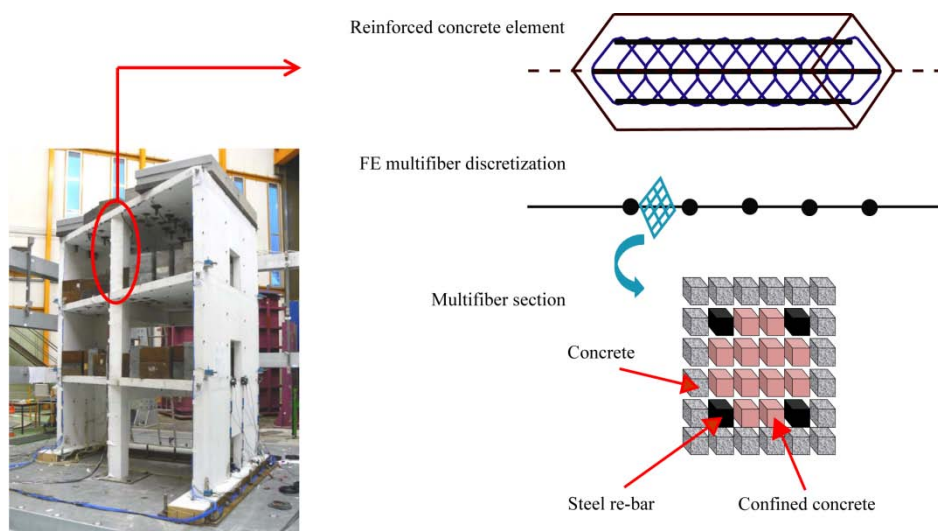 Reinforced concrete element
FE multifiber discretization
Multifiber section
Concrete
Steel re-bar
Confined concrete